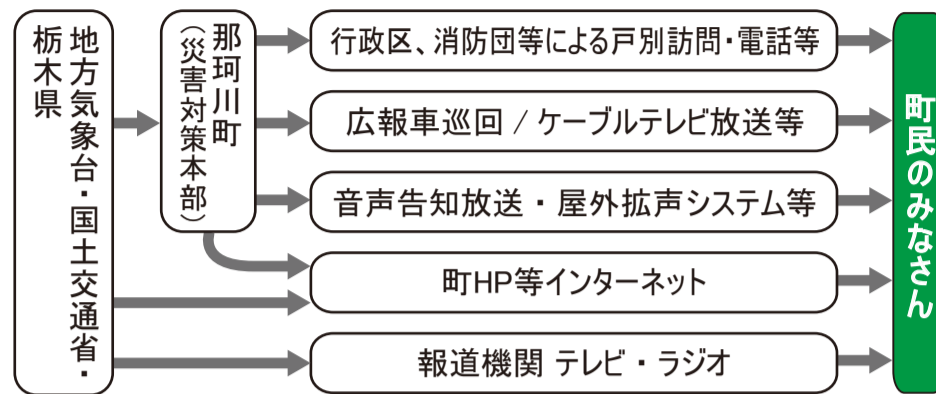 地方気象台・国土交通省・
栃木県
那珂川町
（災害対策本部）
行政区、消防団等による戸別訪問・電話等
広報車巡回 / ケーブルテレビ放送等
音声告知放送・屋外拡声システム等
町HP等インターネット
報道機関 テレビ・ラジオ
町民のみなさん